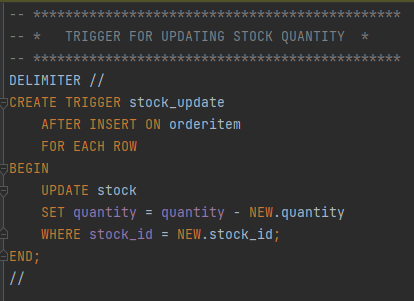 -- *********************************************
-- *   TRIGGER FOR UPDATING STOCK QUANTITY  *
-- *********************************************
DELIMITER //
CREATE TRIGGER stock_update
    AFTER INSERT ON orderitem
    FOR EACH ROW
BEGIN
    UPDATE stock
    SET quantity = quantity - NEW.quantity
    WHERE stock_id = NEW.stock_id;
END;
//